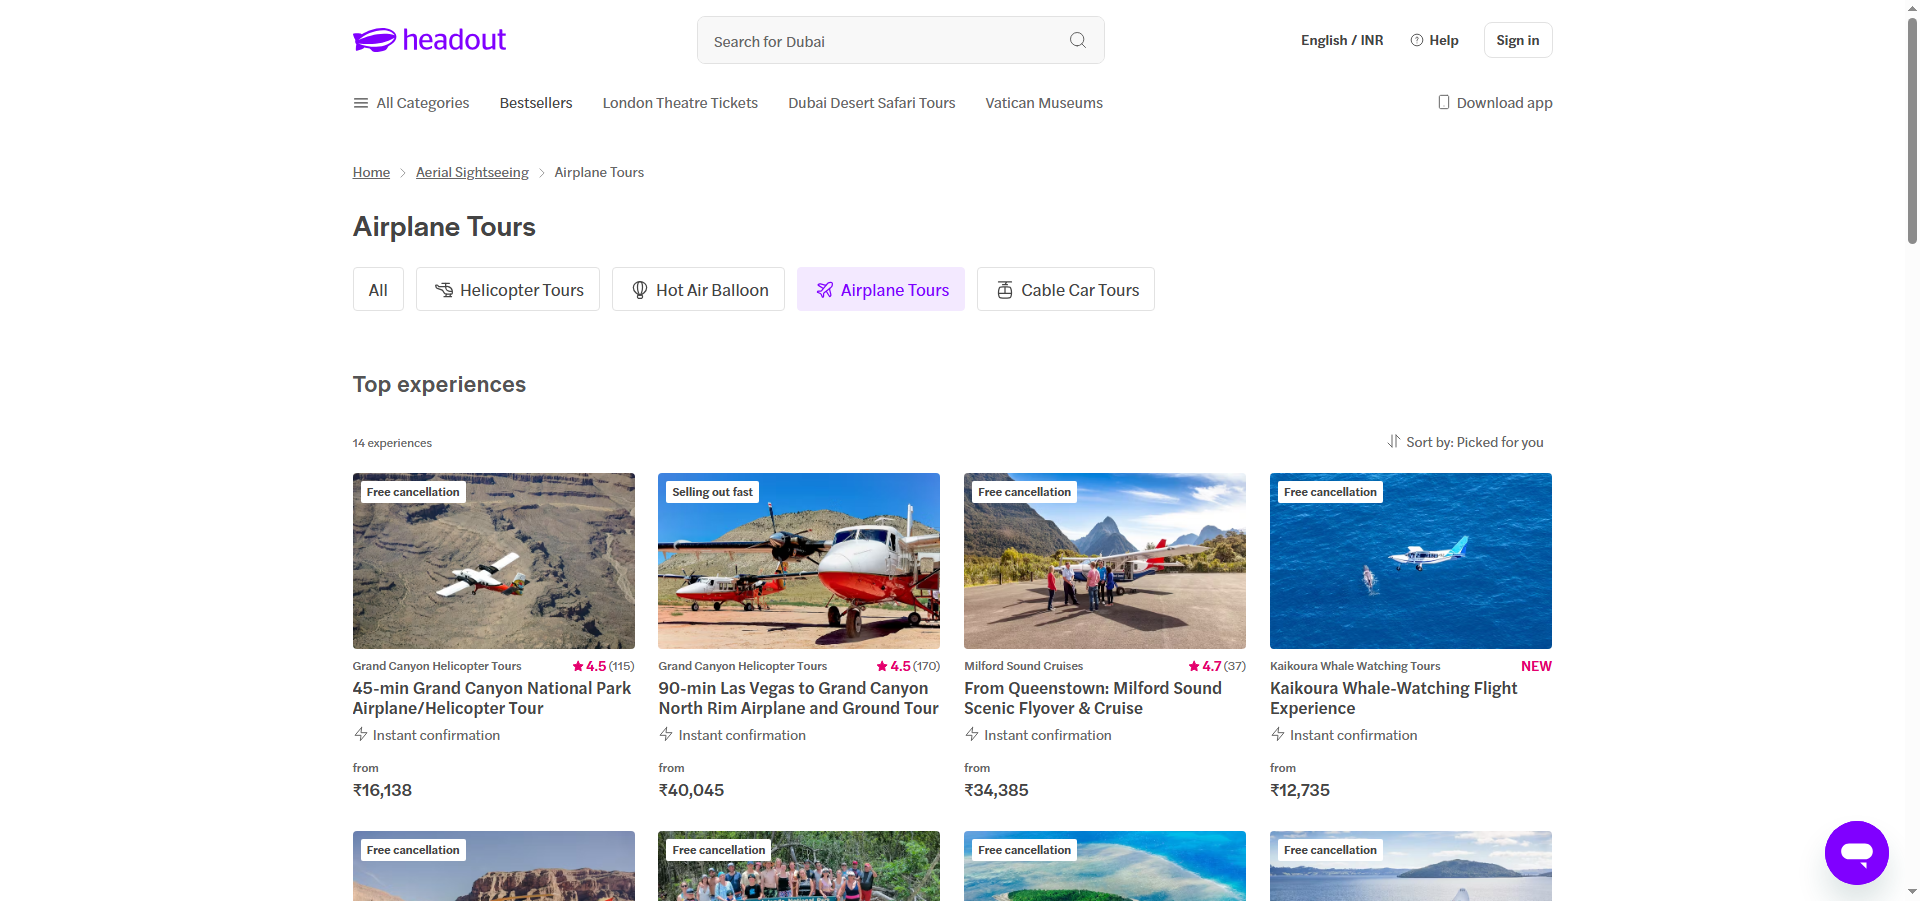 headout
Search for Dubai
English / INR
Help
Sign in
All Categories
Bestsellers
London Theatre Tickets
Dubai Desert Safari Tours
Vatican Museums
Download app
Home
Aerial Sightseeing
Airplane Tours
Airplane Tours
All
Helicopter Tours
Hot Air Balloon
Airplane Tours
Cable Car Tours
Top experiences
14 experiences
Sort by: Picked for you
Free cancellation
Grand Canyon Helicopter Tours
4.5 (115)
45-min Grand Canyon National Park
Airplane/Helicopter Tour
Instant confirmation
from
₹16,138
Selling out fast
Grand Canyon Helicopter Tours
4.5 (170)
90-min Las Vegas to Grand Canyon
North Rim Airplane and Ground Tour
Instant confirmation
from
₹40,045
Free cancellation
Milford Sound Cruises
4.7 (37)
From Queenstown: Milford Sound
Scenic Flyover & Cruise
Instant confirmation
from
₹34,385
Free cancellation
Kaikoura Whale Watching Tours
NEW
Kaikoura Whale-Watching Flight
Experience
Instant confirmation
from
₹12,735
Free cancellation
Free cancellation
Free cancellation
Free cancellation